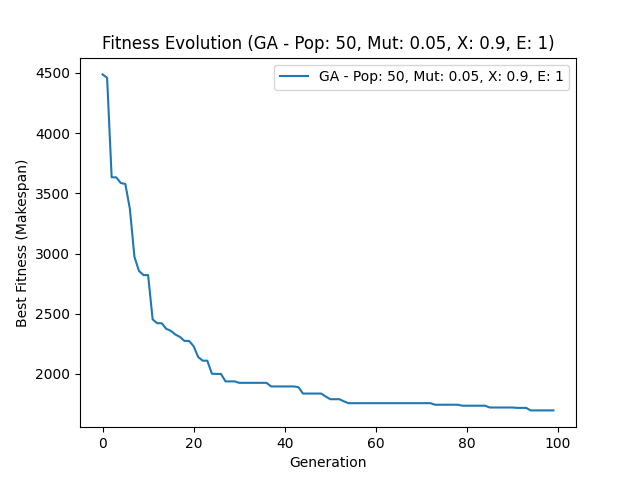 Fitness Evolution (GA - Pop: 50, Mut: 0.05, X: 0.9, E: 1)
GA - Pop: 50, Mut: 0.05, X: 0.9, E: 1
Best Fitness (Makespan)
4500
4000
3500
3000
2500
2000
0 20 40 60 80 100
Generation